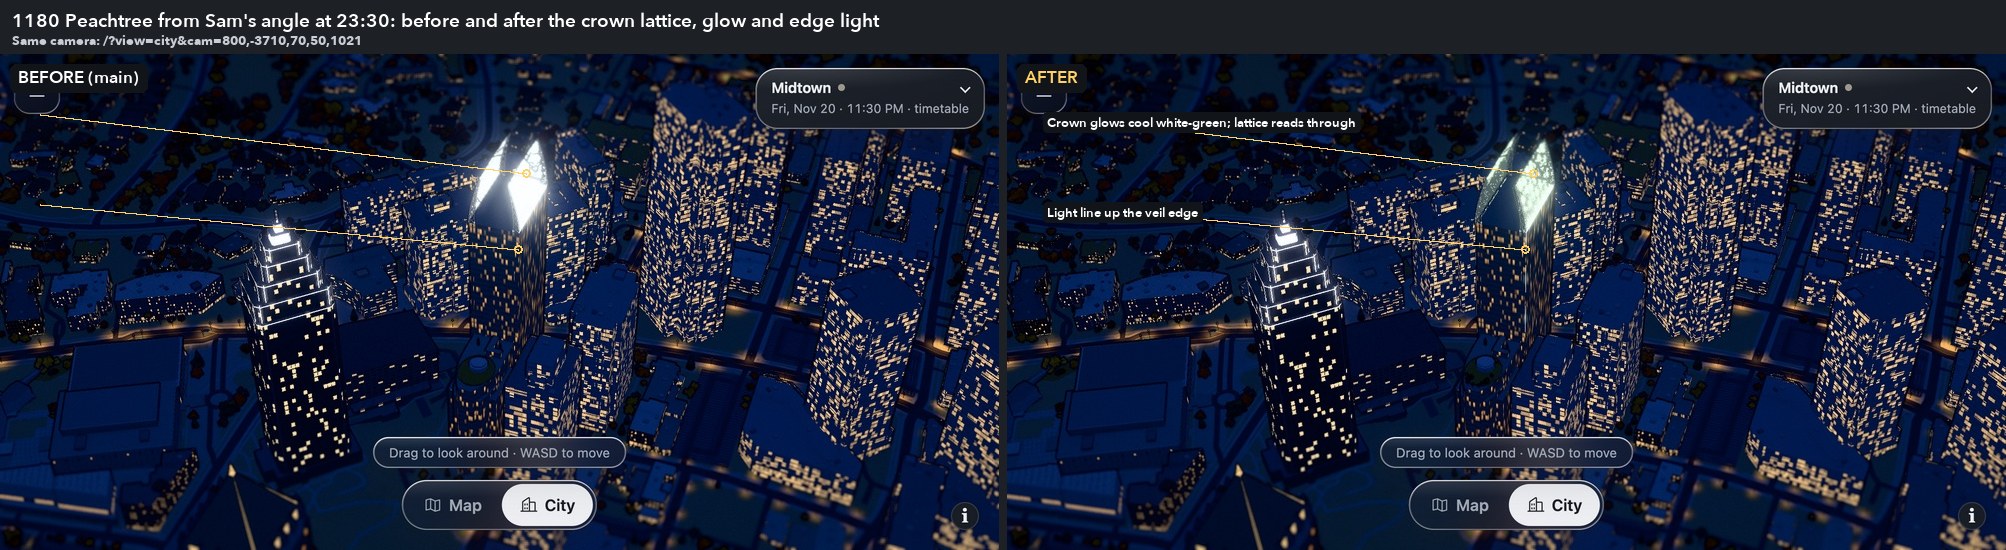 1180 Peachtree from Sam's angle at 23:30: before and after the crown lattice, glow and edge light
Same camera: /?view=city&cam=800,-3710,70,50,1021
BEFORE (main)
Midtown
Fri, Nov 20 · 11:30 PM · timetable
Drag to look around · WASD to move
Map
City
i
AFTER
Midtown
Fri, Nov 20 · 11:30 PM · timetable
Crown glows cool white-green; lattice reads through
Light line up the veil edge
Drag to look around · WASD to move
Map
City
i